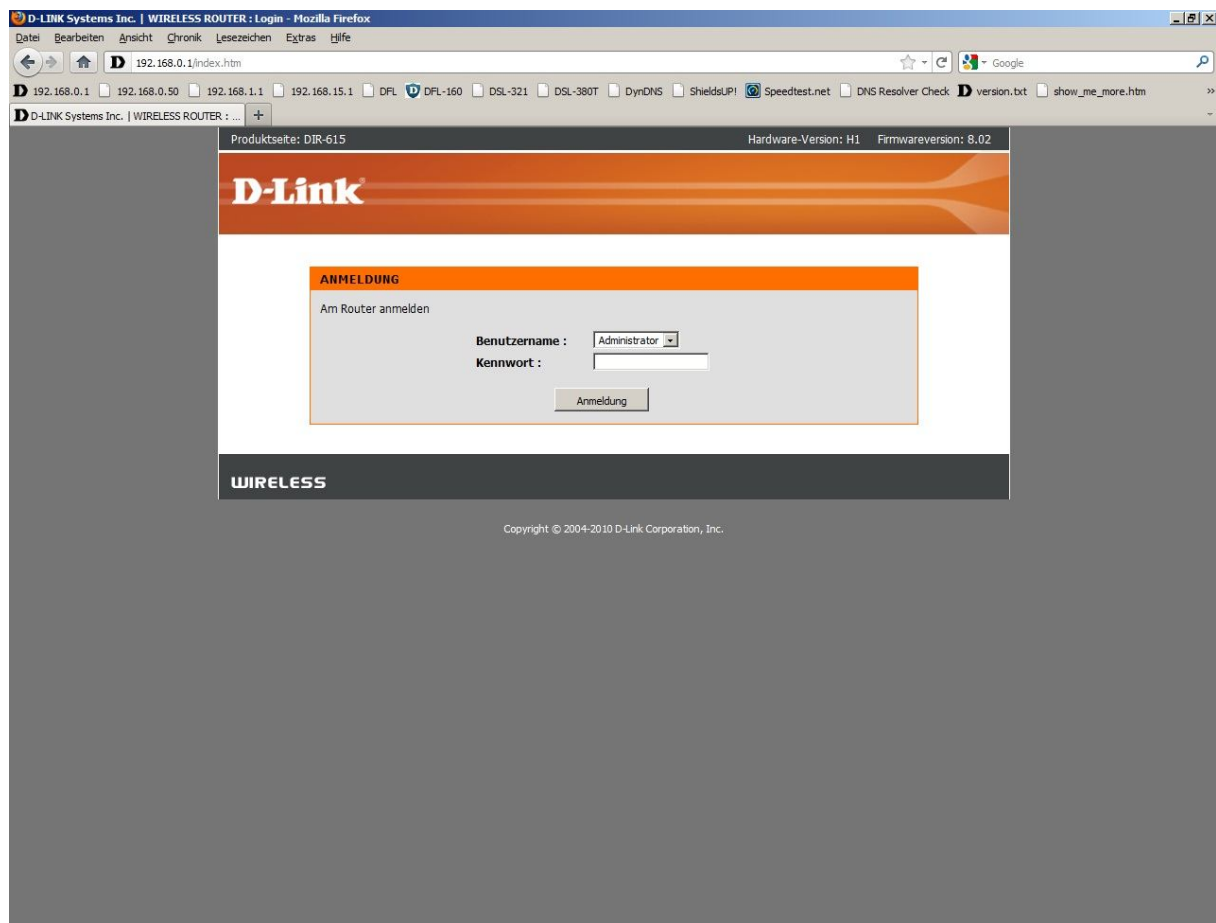 D-LINK Systems Inc. | WIRELESS ROUTER : Login - Mozilla Firefox
Datei Bearbeiten Ansicht Chronik Lesezeichen Extras Hilfe
192.168.0.1/index.htm Google
192.168.0.1 192.168.0.50 192.168.1.1 192.168.15.1 DFL DFL-160 DSL-321 DSL-380T DynDNS ShieldsUP! Speedtest.net DNS Resolver Check version.txt show_me_more.htm »
D-LINK Systems Inc. | WIRELESS ROUTER : ... +
Produktseite: DIR-615 Hardware-Version: H1 Firmwareversion: 8.02
D-Link
ANMELDUNG
Am Router anmelden
Benutzername : Administrator
Kennwort :
Anmeldung
WIRELESS
Copyright © 2004-2010 D-Link Corporation, Inc.